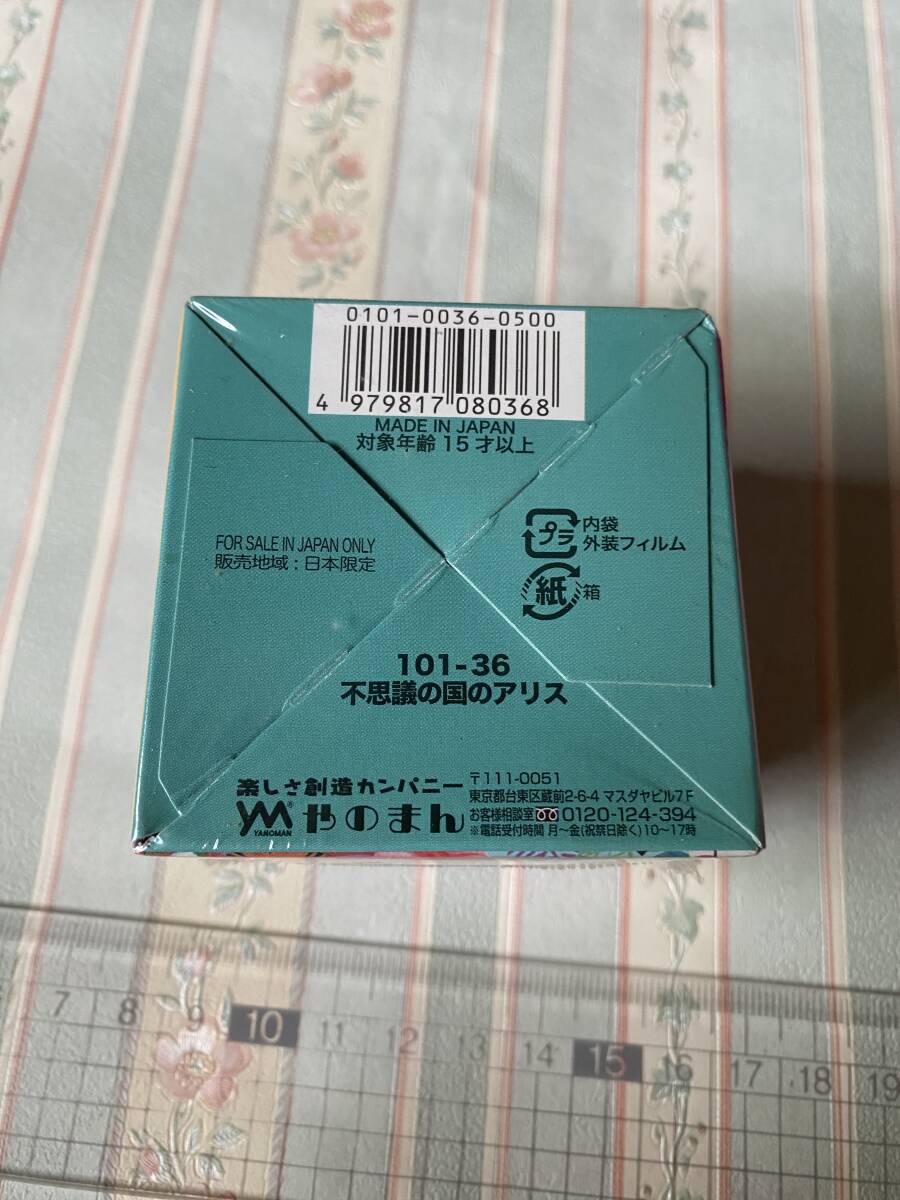 0101-0036-0500
4 979817 080368
MADE IN JAPAN
対象年齢 15 才以上
FOR SALE IN JAPAN ONLY
販売地域：日本限定
プラ 内袋
外装フィルム
紙 箱
101-36
不思議の国のアリス
楽しさ創造カンパニー
YM® やのまん
YANOMAN
〒111-0051
東京都台東区蔵前2-6-4 マスダヤビル7F
お客様相談室 0120-124-394
※電話受付時間 月〜金(祝祭日除く)10〜17時
7 8 9 10 11 12 13 14 15 16 17 18 19